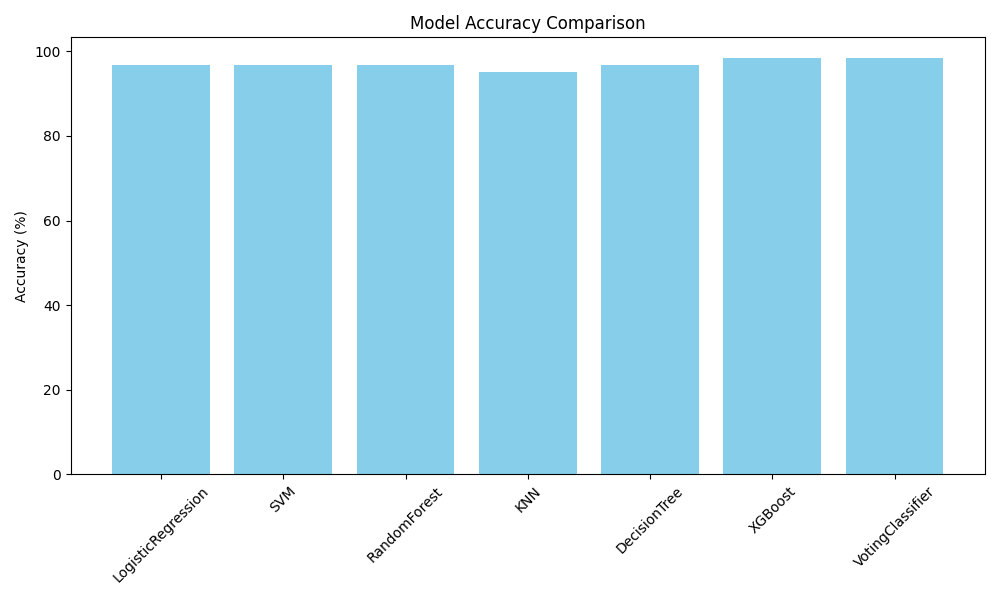 Model Accuracy Comparison
Accuracy (%)
100
80
60
40
20
0
LogisticRegression
SVM
RandomForest
KNN
DecisionTree
XGBoost
VotingClassifier